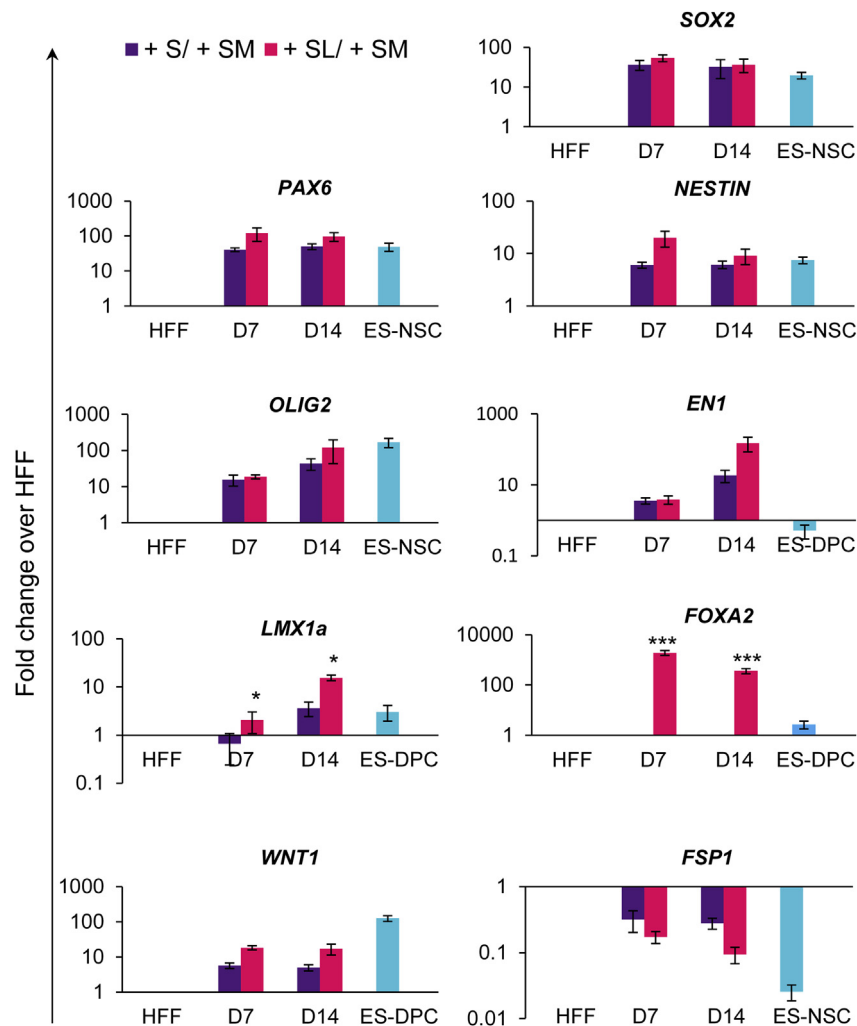 + S/ + SM + SL/ + SM
Fold change over HFF
SOX2
100
10
1
HFF D7 D14 ES-NSC
PAX6
1000
100
10
1
HFF D7 D14 ES-NSC
NESTIN
100
10
1
HFF D7 D14 ES-NSC
OLIG2
1000
100
10
1
HFF D7 D14 ES-NSC
EN1
1000
10
0.1
HFF D7 D14 ES-DPC
LMX1a
100
10
1
0.1
* *
HFF D7 D14 ES-DPC
FOXA2
10000
100
1
*** ***
HFF D7 D14 ES-DPC
WNT1
1000
100
10
1
HFF D7 D14 ES-DPC
FSP1
1
0.1
0.01
HFF D7 D14 ES-NSC